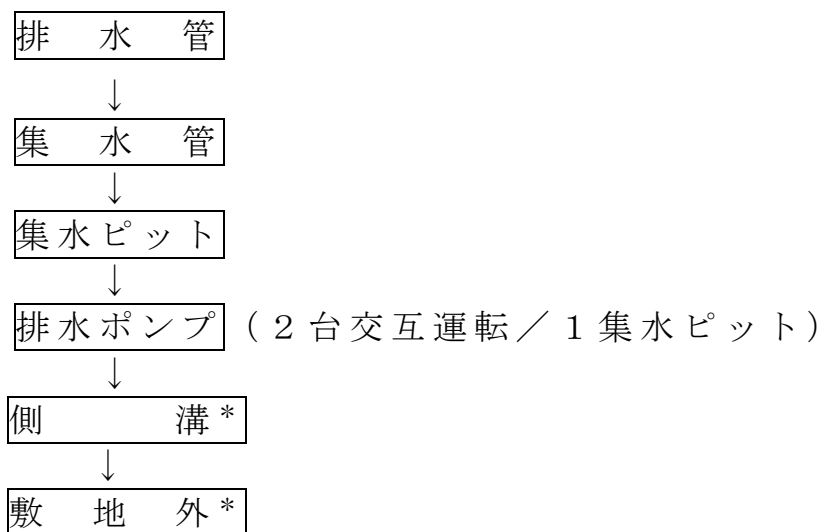 排水管
↓
集水管
↓
集水ピット
↓
排水ポンプ（２台交互運転／１集水ピット）
↓
側溝*
↓
敷地外*